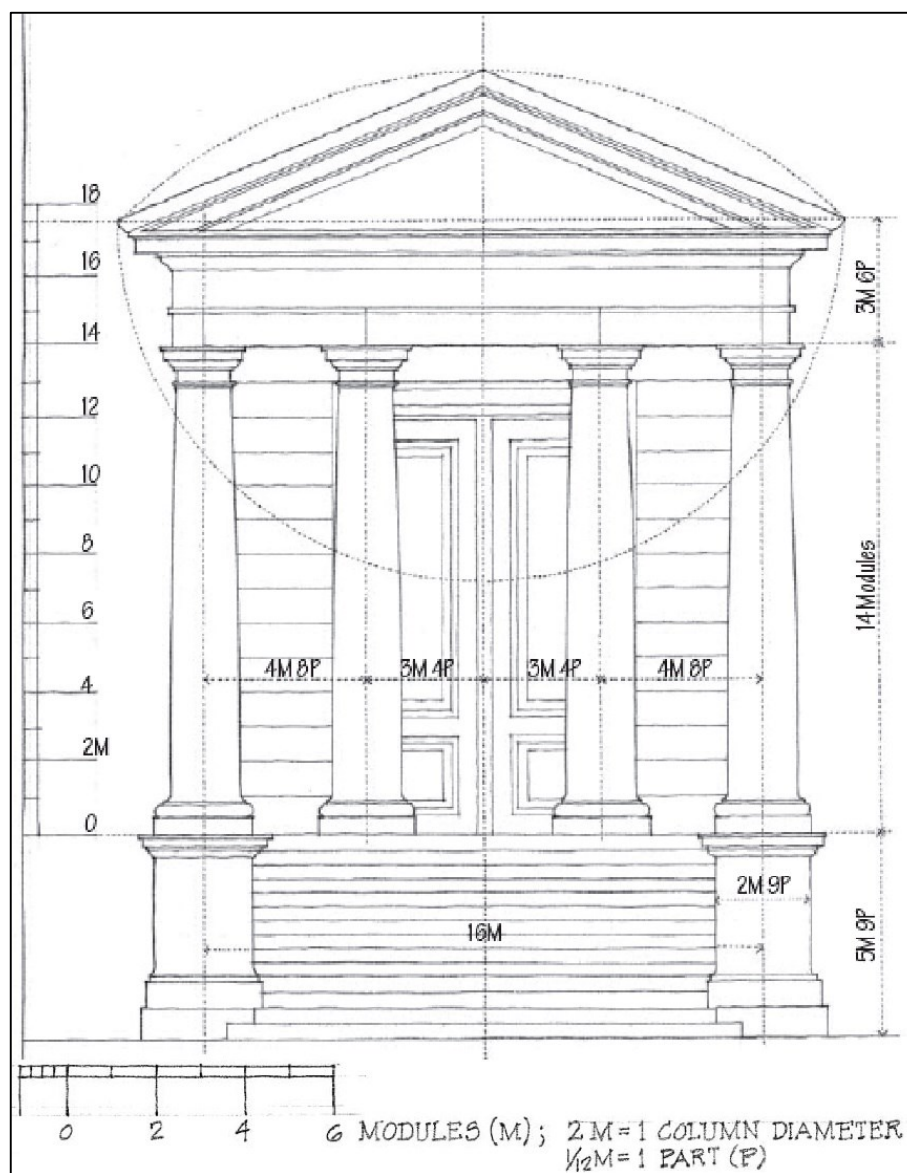 18
16
14
12
10
8
6
4
2M
0
3M 6P
14 Modules
5M 9P
4M 8P 3M 4P 3M 4P 4M 8P
2M 9P
16M
0 2 4 6 MODULES (M); 2 M = 1 COLUMN DIAMETER
1/12 M = 1 PART (P)